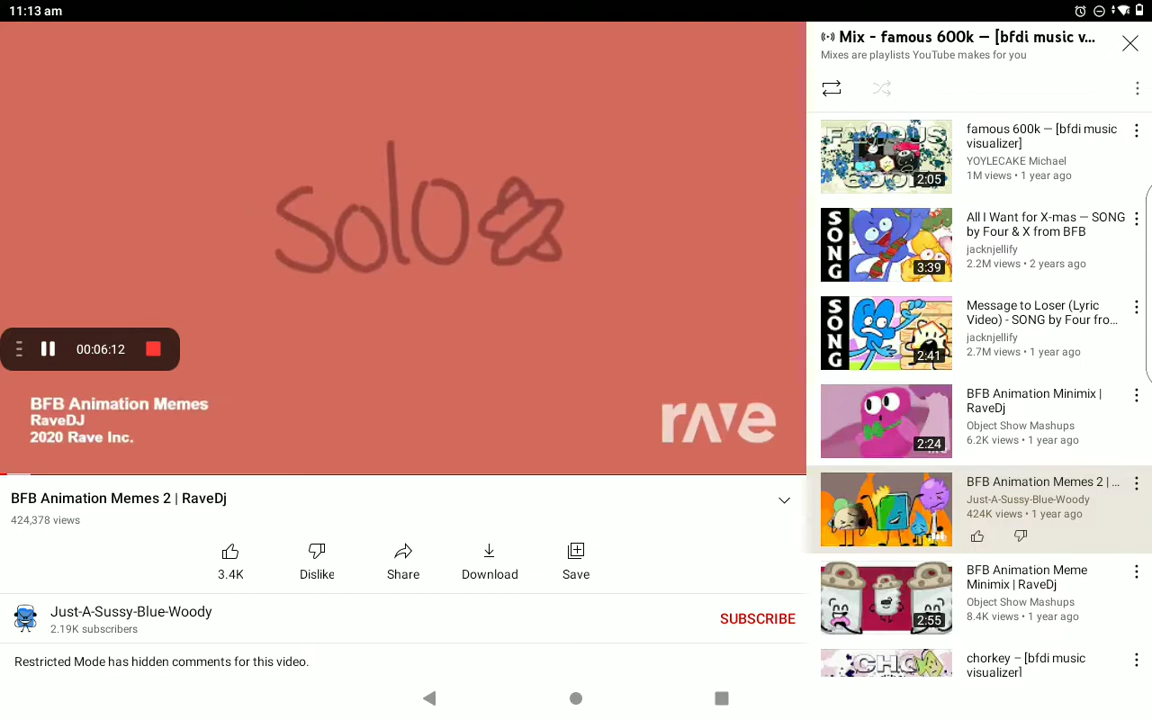 11:13 am
solo
00:06:12
BFB Animation Memes
RaveDJ
2020 Rave Inc.
rave
BFB Animation Memes 2 | RaveDj
424,378 views
3.4K
Dislike
Share
Download
Save
Just-A-Sussy-Blue-Woody
2.19K subscribers
SUBSCRIBE
Restricted Mode has hidden comments for this video.
Mix - famous 600k — [bfdi music v...
Mixes are playlists YouTube makes for you
FAMOUS
600K
2:05
famous 600k — [bfdi music
visualizer]
YOYLECAKE Michael
1M views • 1 year ago
SONG
3:39
All I Want for X-mas — SONG
by Four & X from BFB
jacknjellify
2.2M views • 2 years ago
SONG
2:41
Message to Loser (Lyric
Video) - SONG by Four fro...
jacknjellify
2.7M views • 1 year ago
2:24
BFB Animation Minimix |
RaveDj
Object Show Mashups
6.2K views • 1 year ago
BFB Animation Memes 2 | ...
Just-A-Sussy-Blue-Woody
424K views • 1 year ago
2:55
BFB Animation Meme
Minimix | RaveDj
Object Show Mashups
8.4K views • 1 year ago
chorkey – [bfdi music
visualizer]